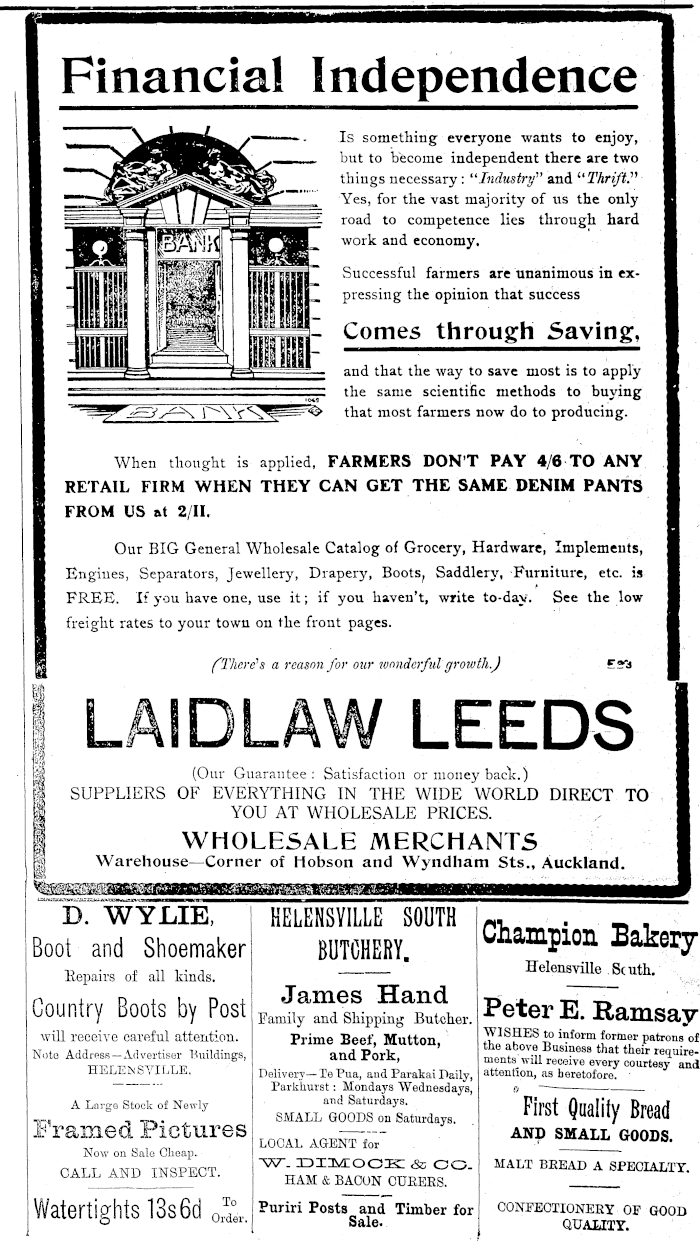 Financial Independence
BANK
BANK
1045
Is something everyone wants to enjoy,
but to become independent there are two
things necessary: "Industry" and "Thrift."
Yes, for the vast majority of us the only
road to competence lies through hard
work and economy.
Successful farmers are unanimous in ex-
pressing the opinion that success
Comes through Saving,
and that the way to save most is to apply
the same scientific methods to buying
that most farmers now do to producing.
When thought is applied, FARMERS DON'T PAY 4/6 TO ANY
RETAIL FIRM WHEN THEY CAN GET THE SAME DENIM PANTS
FROM US at 2/II.
Our BIG General Wholesale Catalog of Grocery, Hardware, Implements,
Engines, Separators, Jewellery, Drapery, Boots, Saddlery, Furniture, etc. is
FREE. If you have one, use it; if you haven't, write to-day. See the low
freight rates to your town on the front pages.
(There's a reason for our wonderful growth.)
LAIDLAW LEEDS
(Our Guarantee: Satisfaction or money back.)
SUPPLIERS OF EVERYTHING IN THE WIDE WORLD DIRECT TO
YOU AT WHOLESALE PRICES.
WHOLESALE MERCHANTS
Warehouse—Corner of Hobson and Wyndham Sts., Auckland.
D. WYLIE,
Boot and Shoemaker
Repairs of all kinds.
Country Boots by Post
will receive careful attention.
Note Address—Advertiser Buildings,
HELENSVILLE.
A Large Stock of Newly
Framed Pictures
Now on Sale Cheap.
CALL AND INSPECT.
Watertights 13s6d To Order.
HELENSVILLE SOUTH
BUTCHERY.
James Hand
Family and Shipping Butcher.
Prime Beef, Mutton,
and Pork,
Delivery—Te Pua, and Parakai Daily,
Parkhurst: Mondays Wednesdays,
and Saturdays.
SMALL GOODS on Saturdays.
LOCAL AGENT for
W. DIMOCK & CO.
HAM & BACON CURERS.
Puriri Posts and Timber for
Sale.
Champion Bakery
Helensville South.
Peter E. Ramsay
WISHES to inform former patrons of
the above Business that their require-
ments will receive every courtesy and
attention, as heretofore.
First Quality Bread
AND SMALL GOODS.
MALT BREAD A SPECIALTY.
CONFECTIONERY OF GOOD
QUALITY.